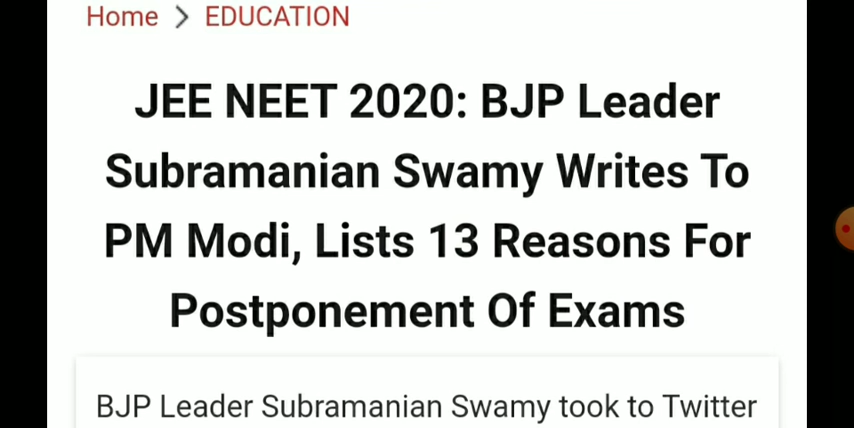 Home > EDUCATION
JEE NEET 2020: BJP Leader
Subramanian Swamy Writes To
PM Modi, Lists 13 Reasons For
Postponement Of Exams
BJP Leader Subramanian Swamy took to Twitter